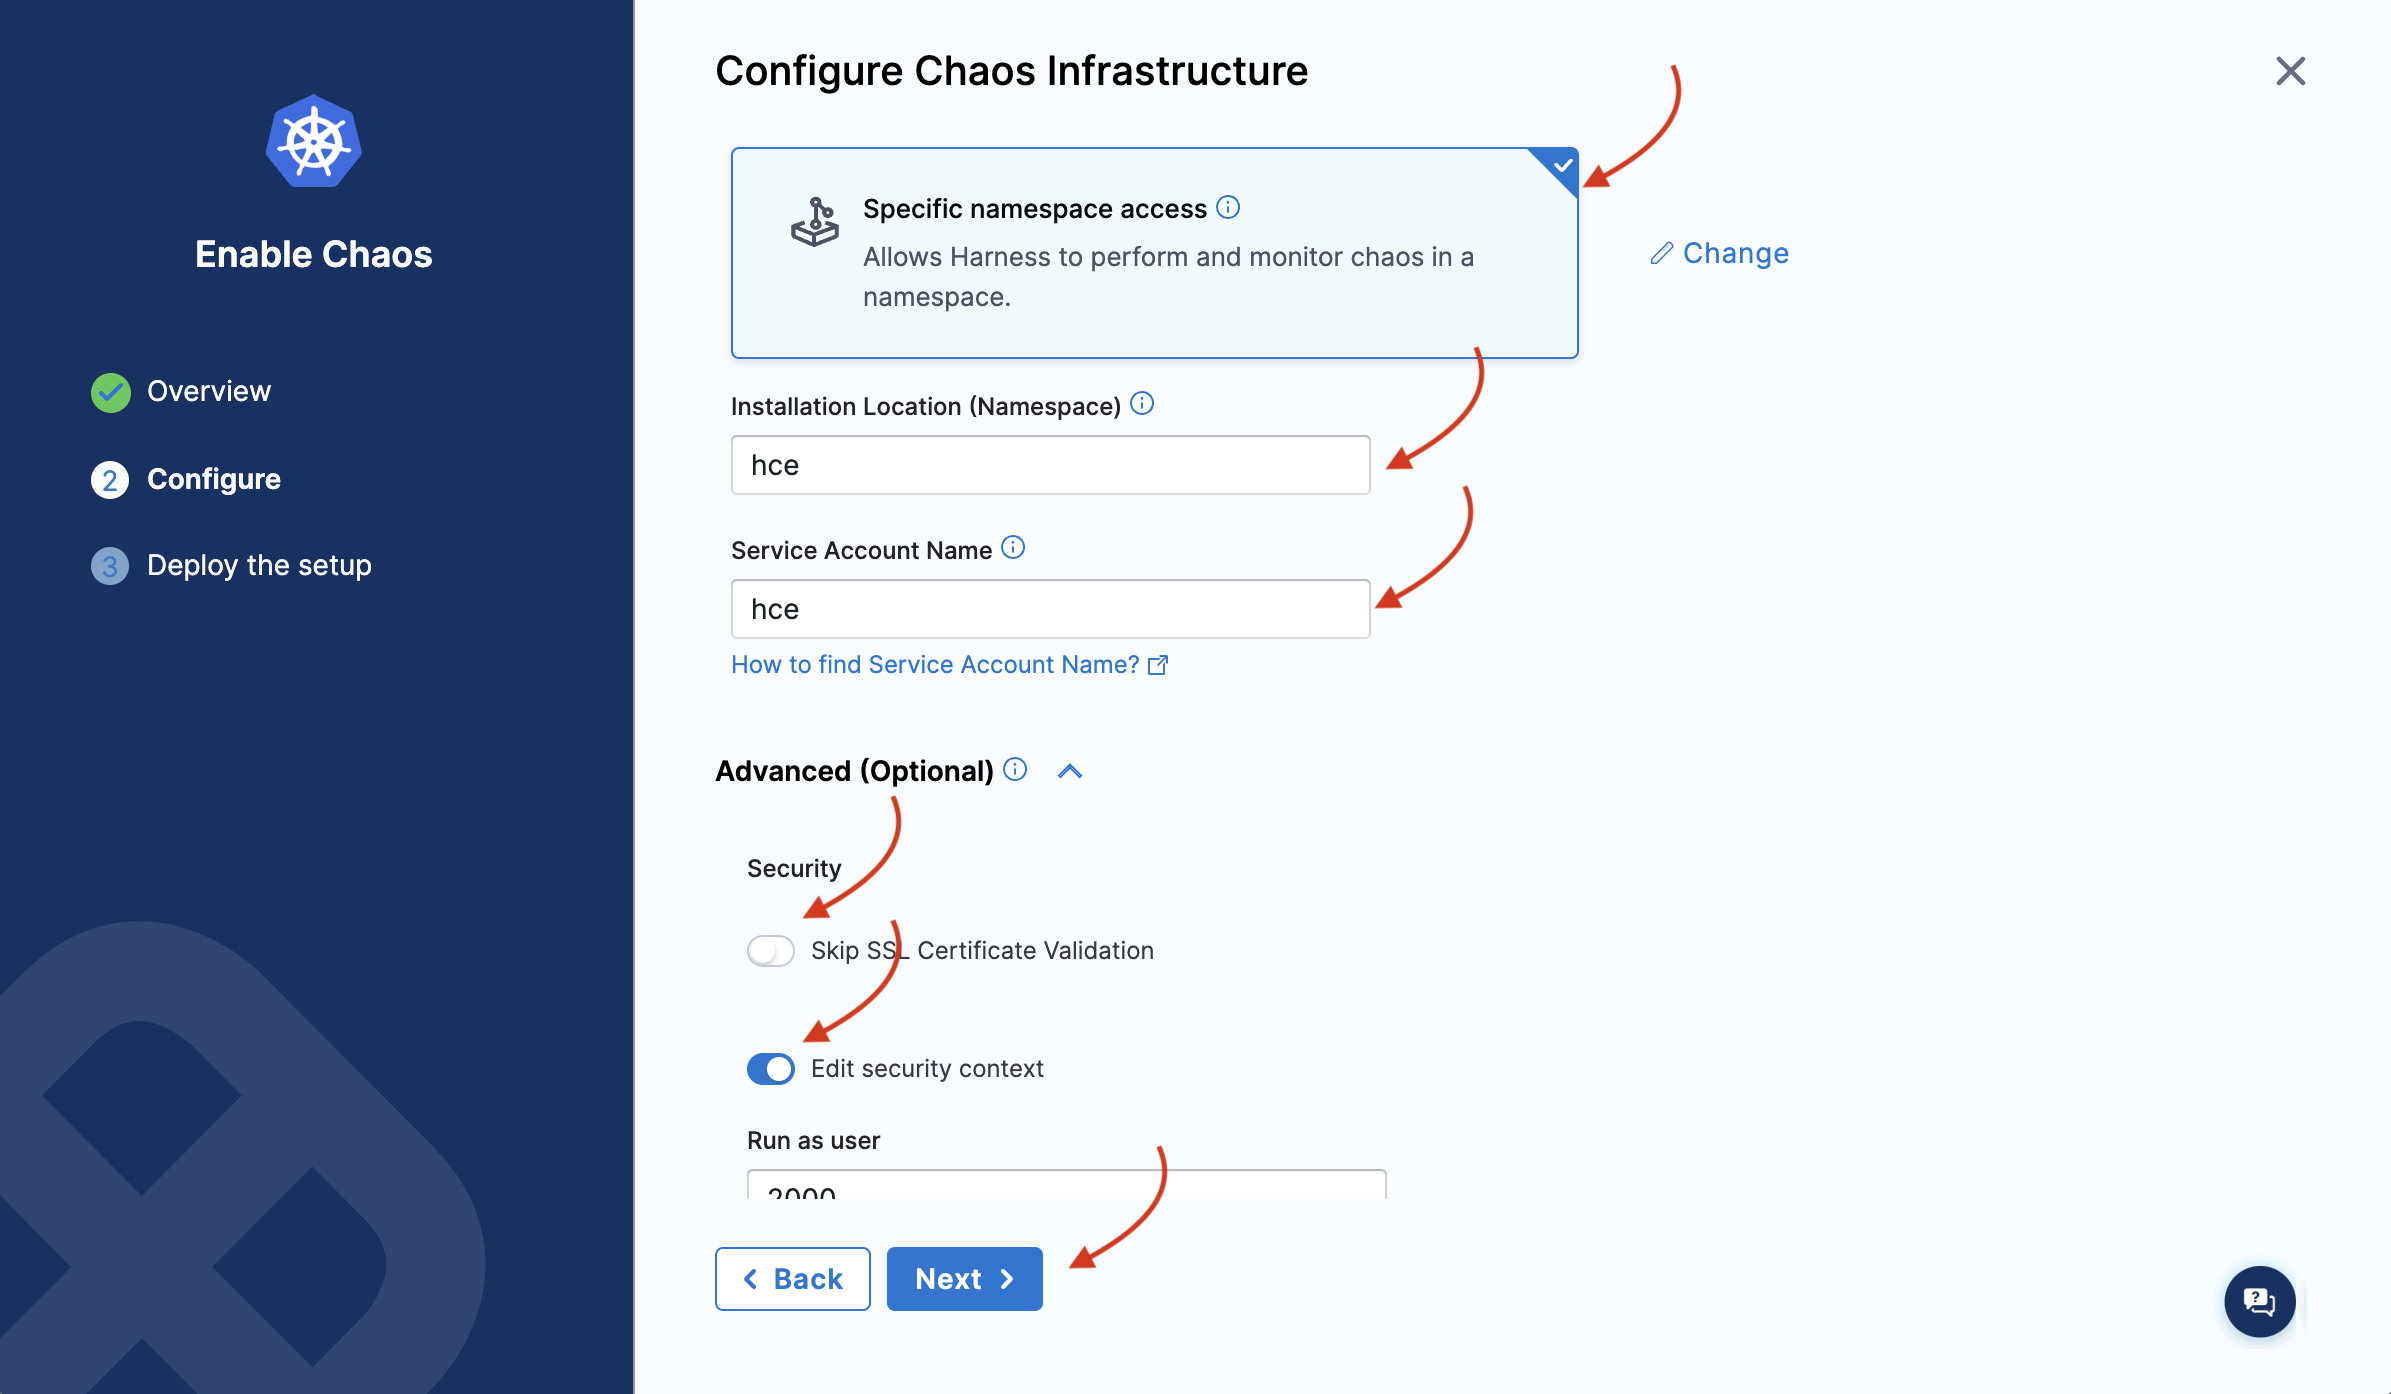 Enable Chaos
Overview
2 Configure
3 Deploy the setup
Configure Chaos Infrastructure
Specific namespace access
Allows Harness to perform and monitor chaos in a
namespace.
Change
Installation Location (Namespace)
hce
Service Account Name
hce
How to find Service Account Name?
Advanced (Optional)
Security
Skip SSL Certificate Validation
Edit security context
Run as user
2000
Back
Next